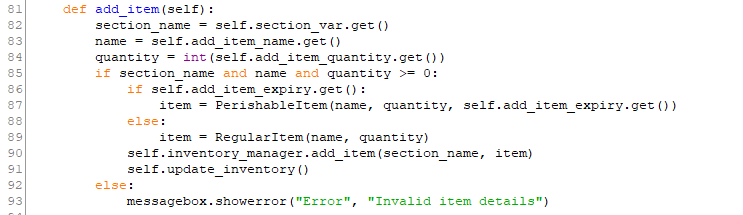 81 def add_item(self):
82 section_name = self.section_var.get()
83 name = self.add_item_name.get()
84 quantity = int(self.add_item_quantity.get())
85 if section_name and name and quantity >= 0:
86 if self.add_item_expiry.get():
87 item = PerishableItem(name, quantity, self.add_item_expiry.get())
88 else:
89 item = RegularItem(name, quantity)
90 self.inventory_manager.add_item(section_name, item)
91 self.update_inventory()
92 else:
93 messagebox.showerror("Error", "Invalid item details")